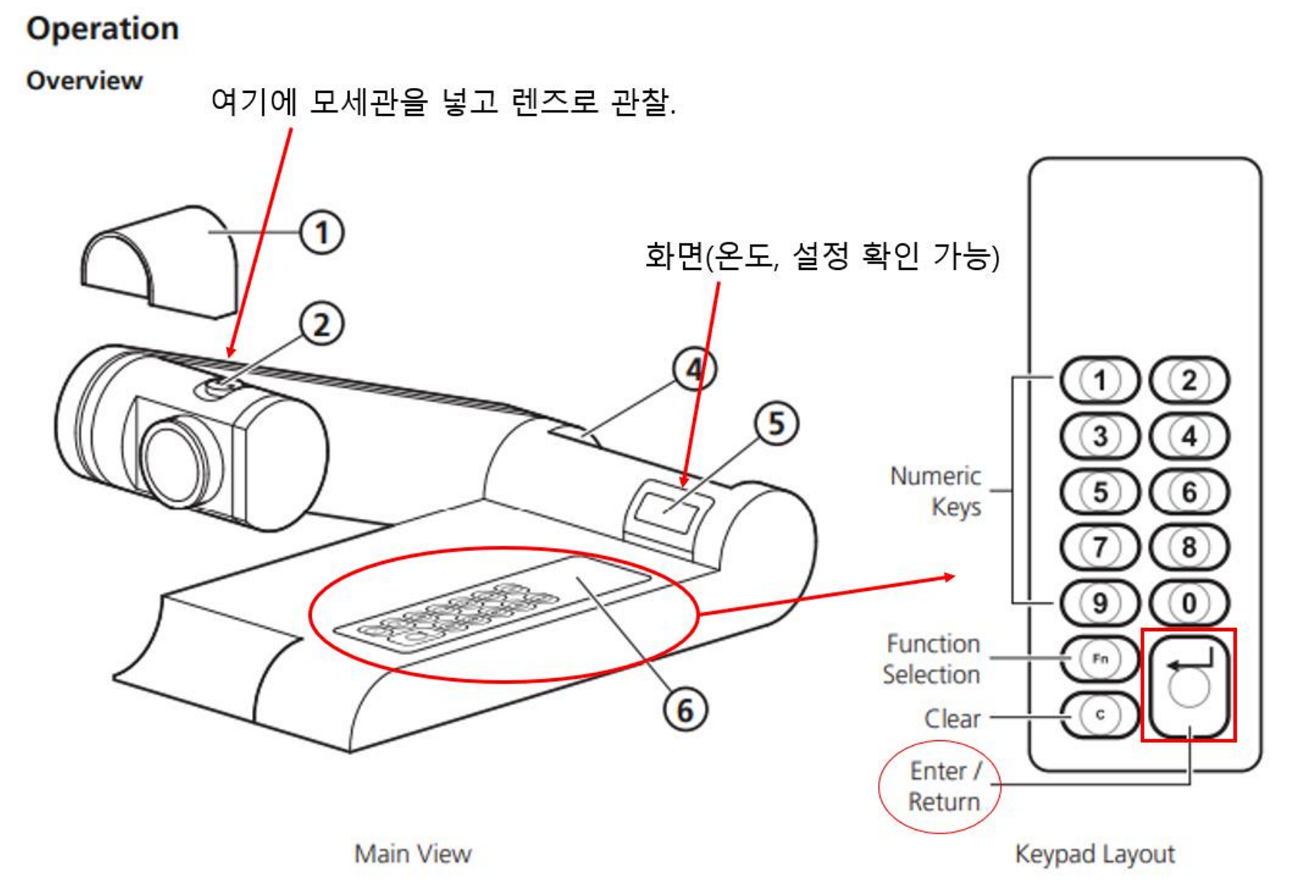 Operation
Overview
여기에 모세관을 넣고 렌즈로 관찰.
1
2
화면(온도, 설정 확인 가능)
4
5
6
Main View
1 2
3 4
5 6
7 8
9 0
Fn
C
Numeric
Keys
Function
Selection
Clear
Enter /
Return
Keypad Layout